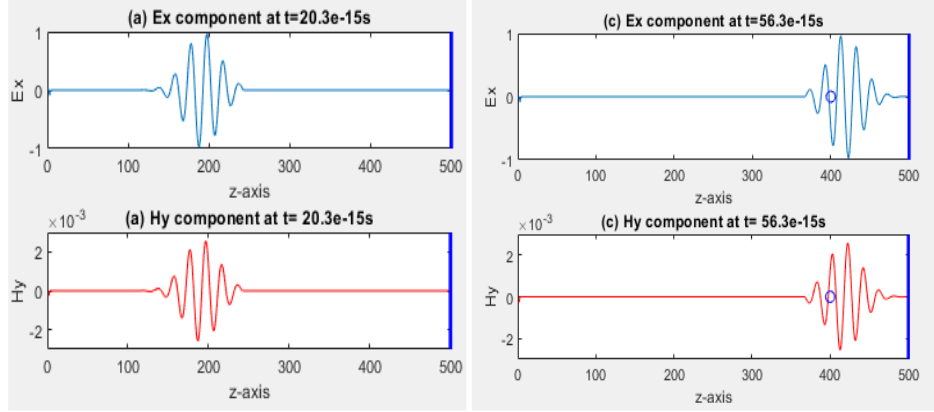 (a) Ex component at t=20.3e-15s
1
0
-1
Ex
0 100 200 300 400 500
z-axis
(a) Hy component at t= 20.3e-15s
×10⁻³
2
0
-2
Hy
0 100 200 300 400 500
z-axis
(c) Ex component at t=56.3e-15s
1
0
-1
Ex
0 100 200 300 400 500
z-axis
(c) Hy component at t= 56.3e-15s
×10⁻³
2
0
-2
Hy
0 100 200 300 400 500
z-axis